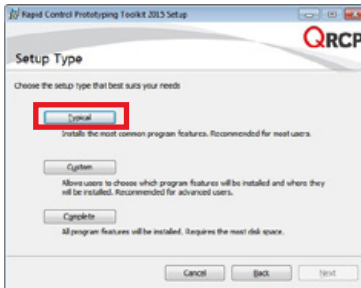 Rapid Control Prototyping Toolkit 2015 Setup
QRCP
Setup Type
Choose the setup type that best suits your needs
Typical
Installs the most common program features. Recommended for most users.
Custom
Allows users to choose which program features will be installed and where they
will be installed. Recommended for advanced users.
Complete
All program features will be installed. Requires the most disk space.
Cancel
Back
Next